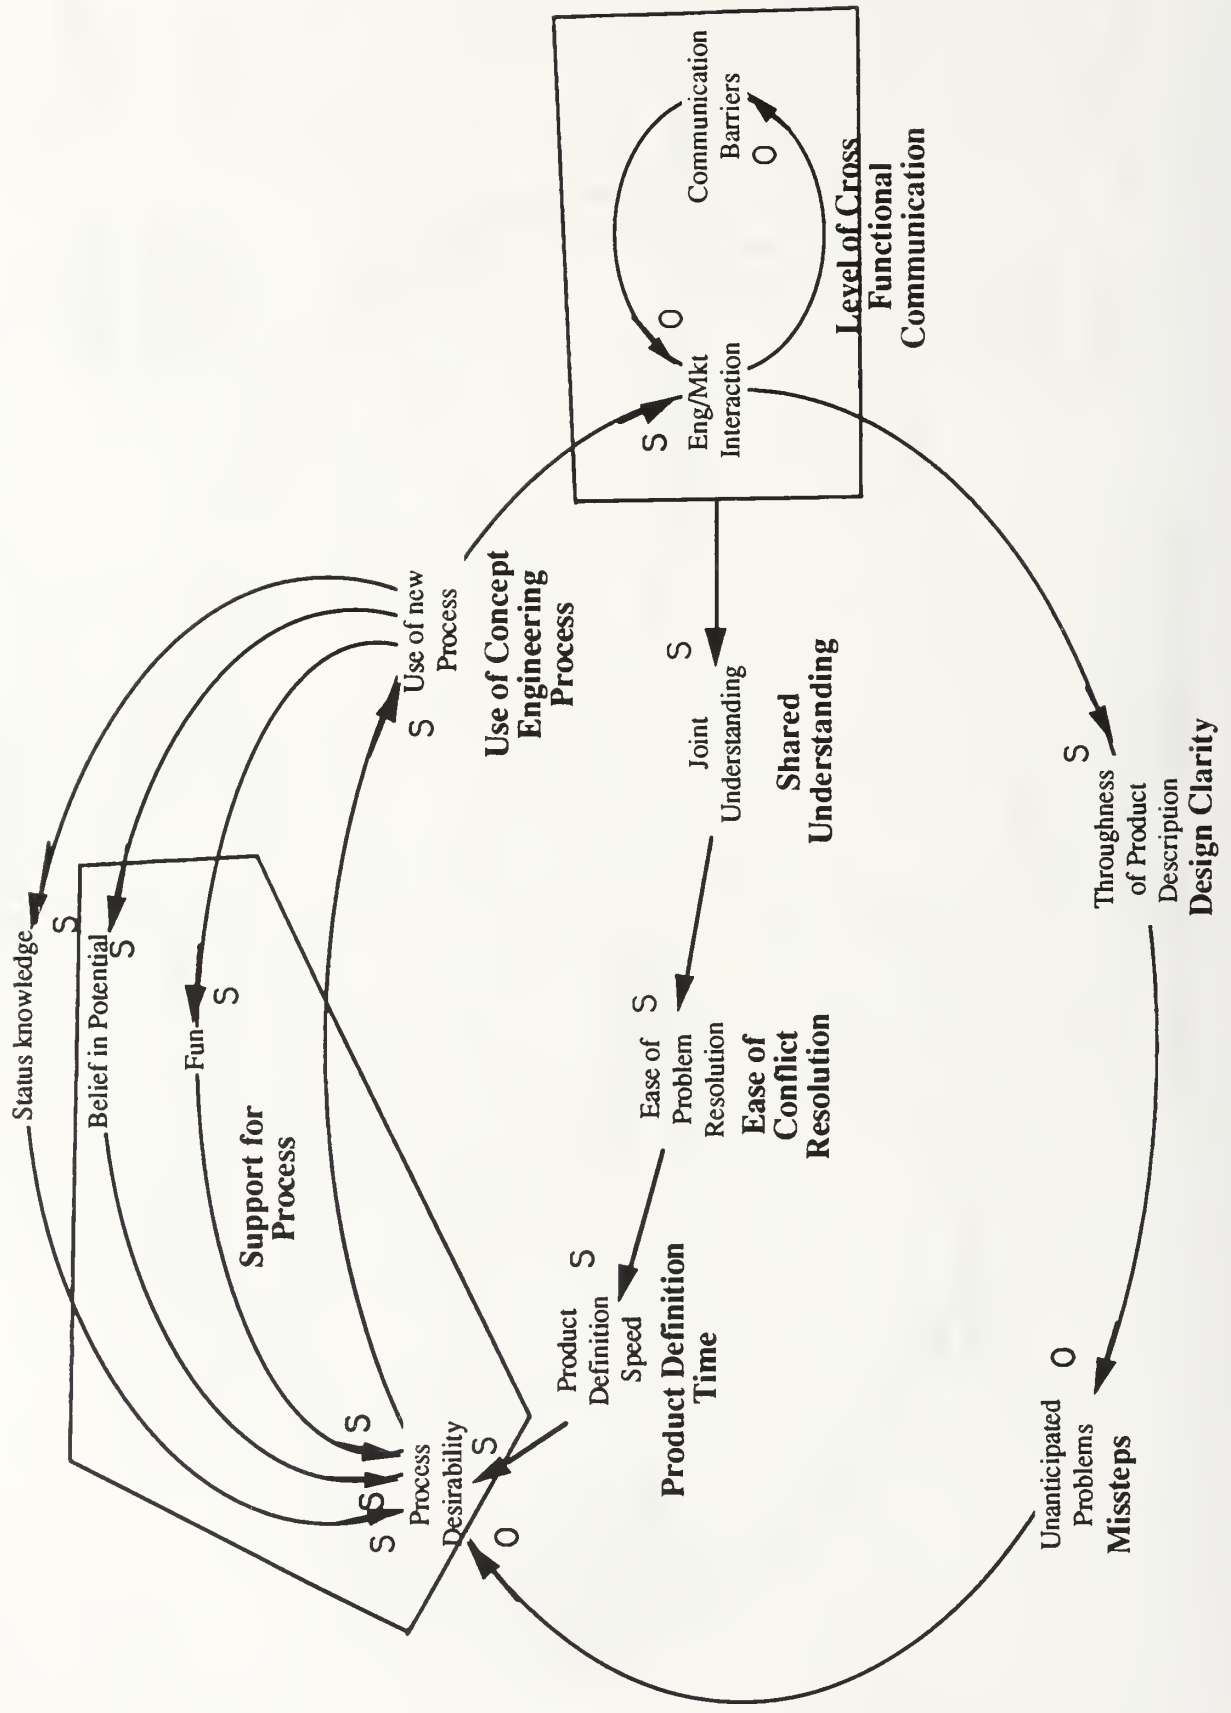 Status knowledge
S
Belief in Potential
S
Fun
S
Support for
Process
S
S
S
Process
Desirability
S
O
Use of new
Process
S
Use of Concept
Engineering
Process
Product
Definition
Speed
S
Product Definition
Time
Ease of
Problem
Resolution
S
Ease of
Conflict
Resolution
Joint
Understanding
S
Shared
Understanding
S
Eng/Mkt
Interaction
O
Communication
Barriers
O
Level of Cross
Functional
Communication
Unanticipated
Problems
O
Missteps
S
Throughness
of Product
Description
Design Clarity